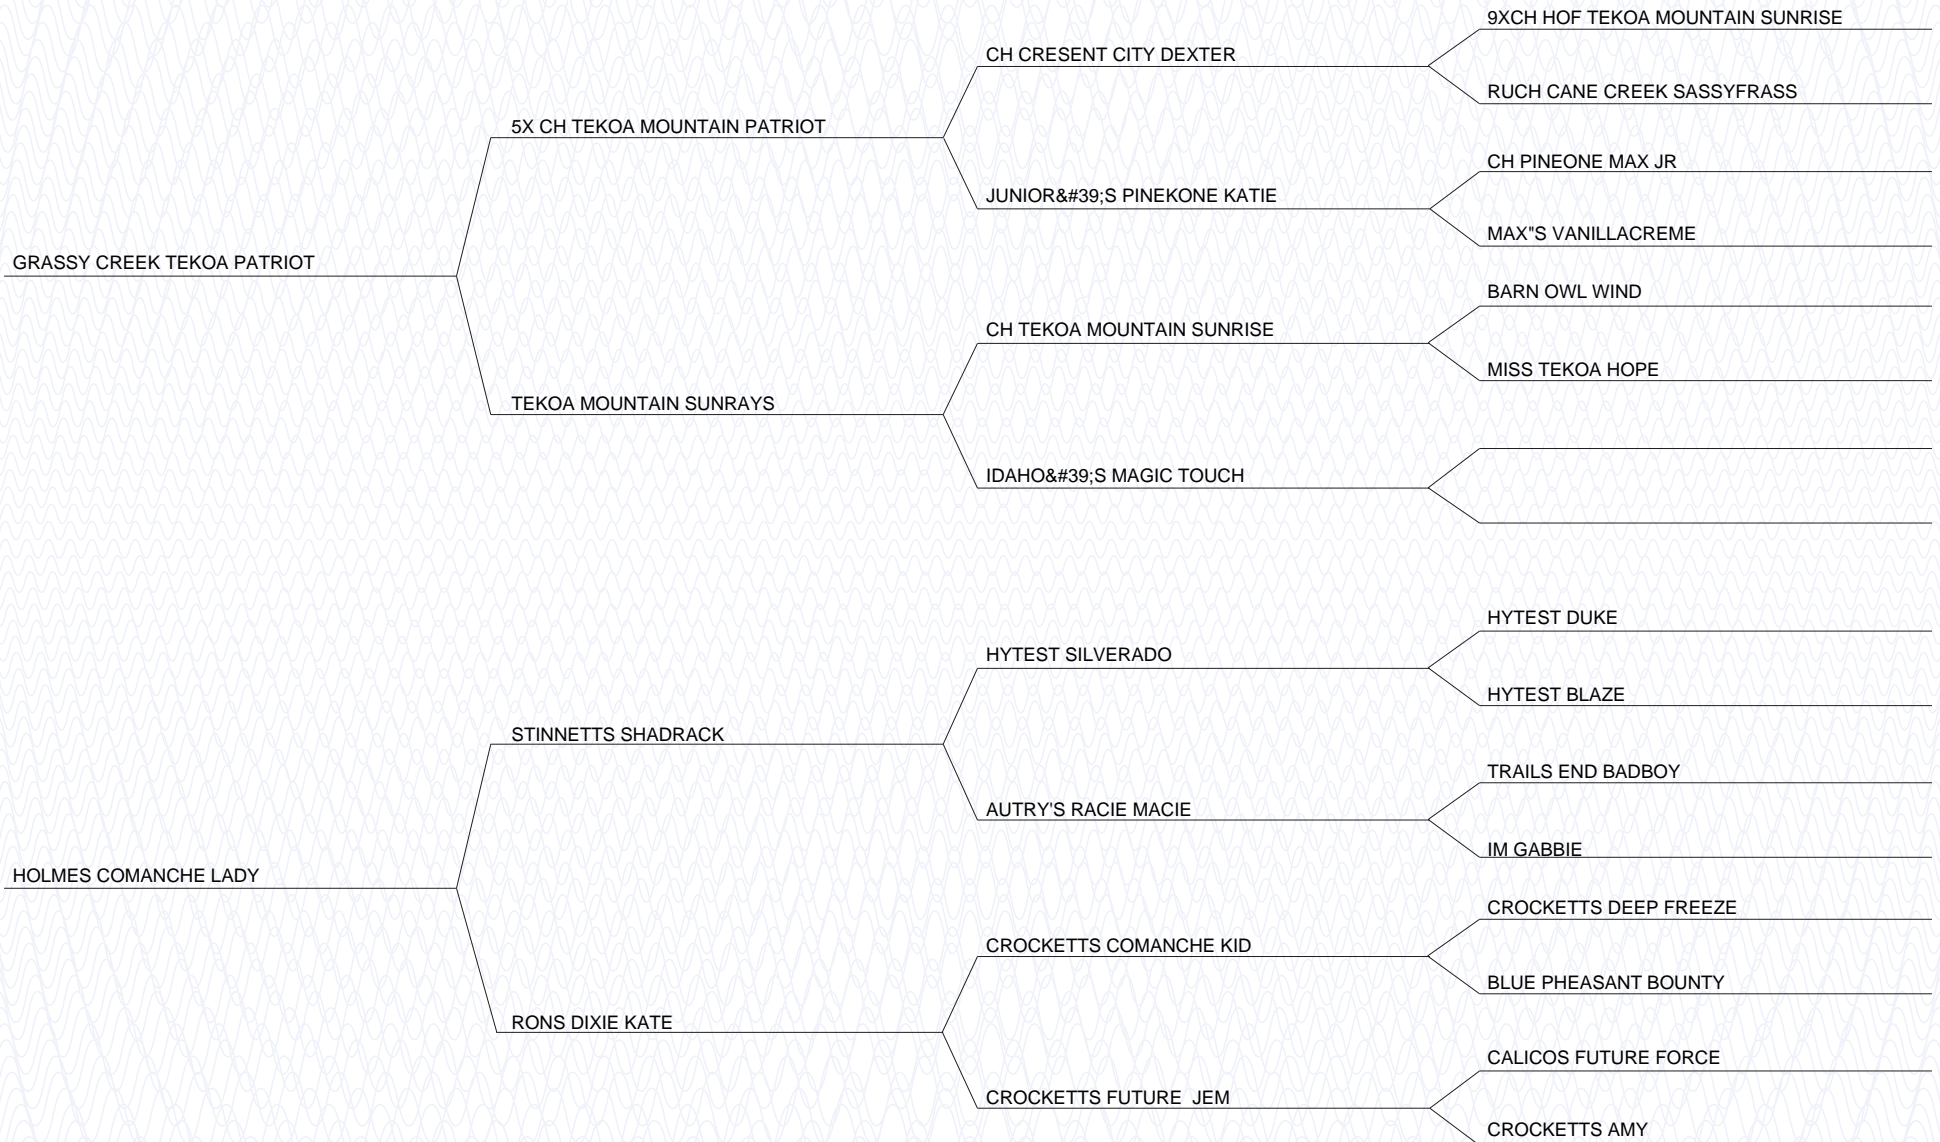 9XCH HOF TEKOA MOUNTAIN SUNRISE
CH CRESENT CITY DEXTER
RUCH CANE CREEK SASSYFRASS
5X CH TEKOA MOUNTAIN PATRIOT
CH PINEONE MAX JR
JUNIOR&#39;S PINEKONE KATIE
MAX"S VANILLACREME
GRASSY CREEK TEKOA PATRIOT
BARN OWL WIND
CH TEKOA MOUNTAIN SUNRISE
MISS TEKOA HOPE
TEKOA MOUNTAIN SUNRAYS
IDAHO&#39;S MAGIC TOUCH
HYTEST DUKE
HYTEST SILVERADO
HYTEST BLAZE
STINNETTS SHADRACK
TRAILS END BADBOY
AUTRY'S RACIE MACIE
IM GABBIE
HOLMES COMANCHE LADY
CROCKETTS DEEP FREEZE
CROCKETTS COMANCHE KID
BLUE PHEASANT BOUNTY
RONS DIXIE KATE
CALICOS FUTURE FORCE
CROCKETTS FUTURE  JEM
CROCKETTS AMY